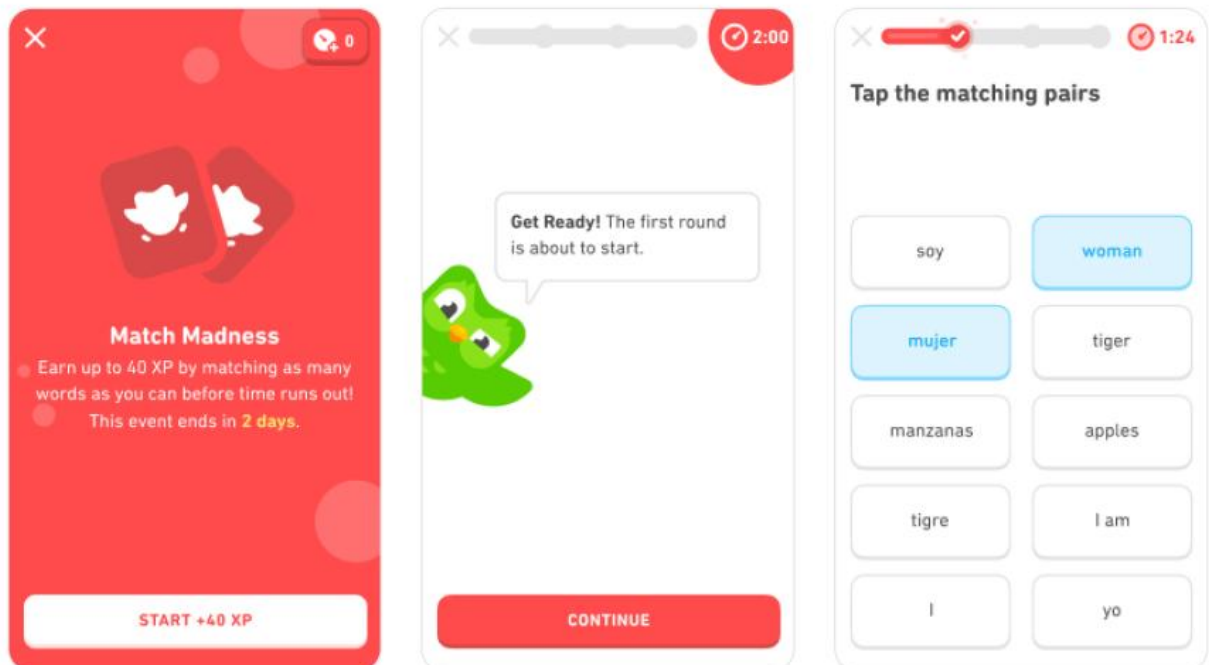 0
Match Madness
Earn up to 40 XP by matching as many
words as you can before time runs out!
This event ends in 2 days.
START +40 XP
2:00
Get Ready! The first round
is about to start.
CONTINUE
1:24
Tap the matching pairs
soy
woman
mujer
tiger
manzanas
apples
tigre
I am
I
yo